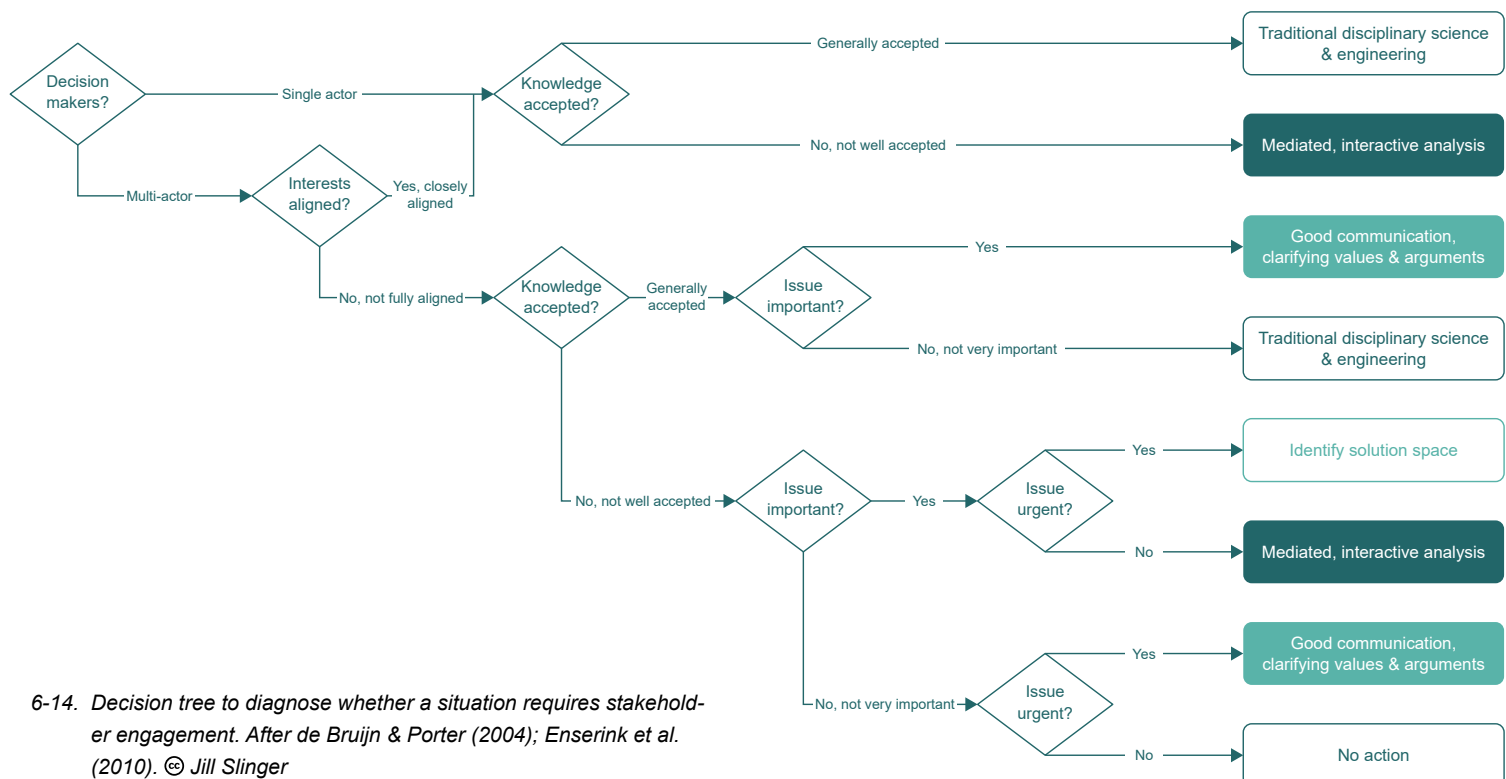 Decision
makers?
Single actor
Knowledge
accepted?
Generally accepted
Traditional disciplinary science
& engineering
No, not well accepted
Mediated, interactive analysis
Multi-actor
Interests
aligned?
Yes, closely
aligned
No, not fully aligned
Knowledge
accepted?
Generally
accepted
Issue
important?
Yes
Good communication,
clarifying values & arguments
No, not very important
Traditional disciplinary science
& engineering
No, not well accepted
Issue
important?
Yes
Issue
urgent?
Yes
Identify solution space
No
Mediated, interactive analysis
No, not very important
Issue
urgent?
Yes
Good communication,
clarifying values & arguments
No
No action
6-14. Decision tree to diagnose whether a situation requires stakehold-
er engagement. After de Bruijn & Porter (2004); Enserink et al.
(2010). 🅭 Jill Slinger